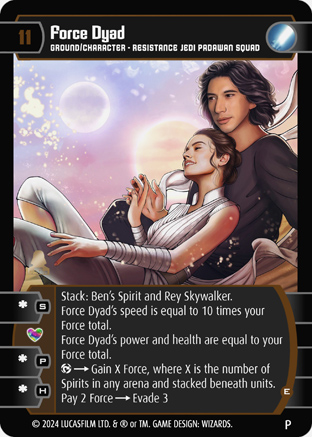 11
Force Dyad
GROUND/CHARACTER - RESISTANCE JEDI PADAWAN SQUAD
* S
* P
* H
Stack: Ben's Spirit and Rey Skywalker.
Force Dyad's speed is equal to 10 times your
Force total.
Force Dyad's power and health are equal to your
Force total.
→ Gain X Force, where X is the number of
Spirits in any arena and stacked beneath units.
Pay 2 Force → Evade 3
E
© 2024 LUCASFILM LTD. & ® or TM. GAME DESIGN: WIZARDS.
P